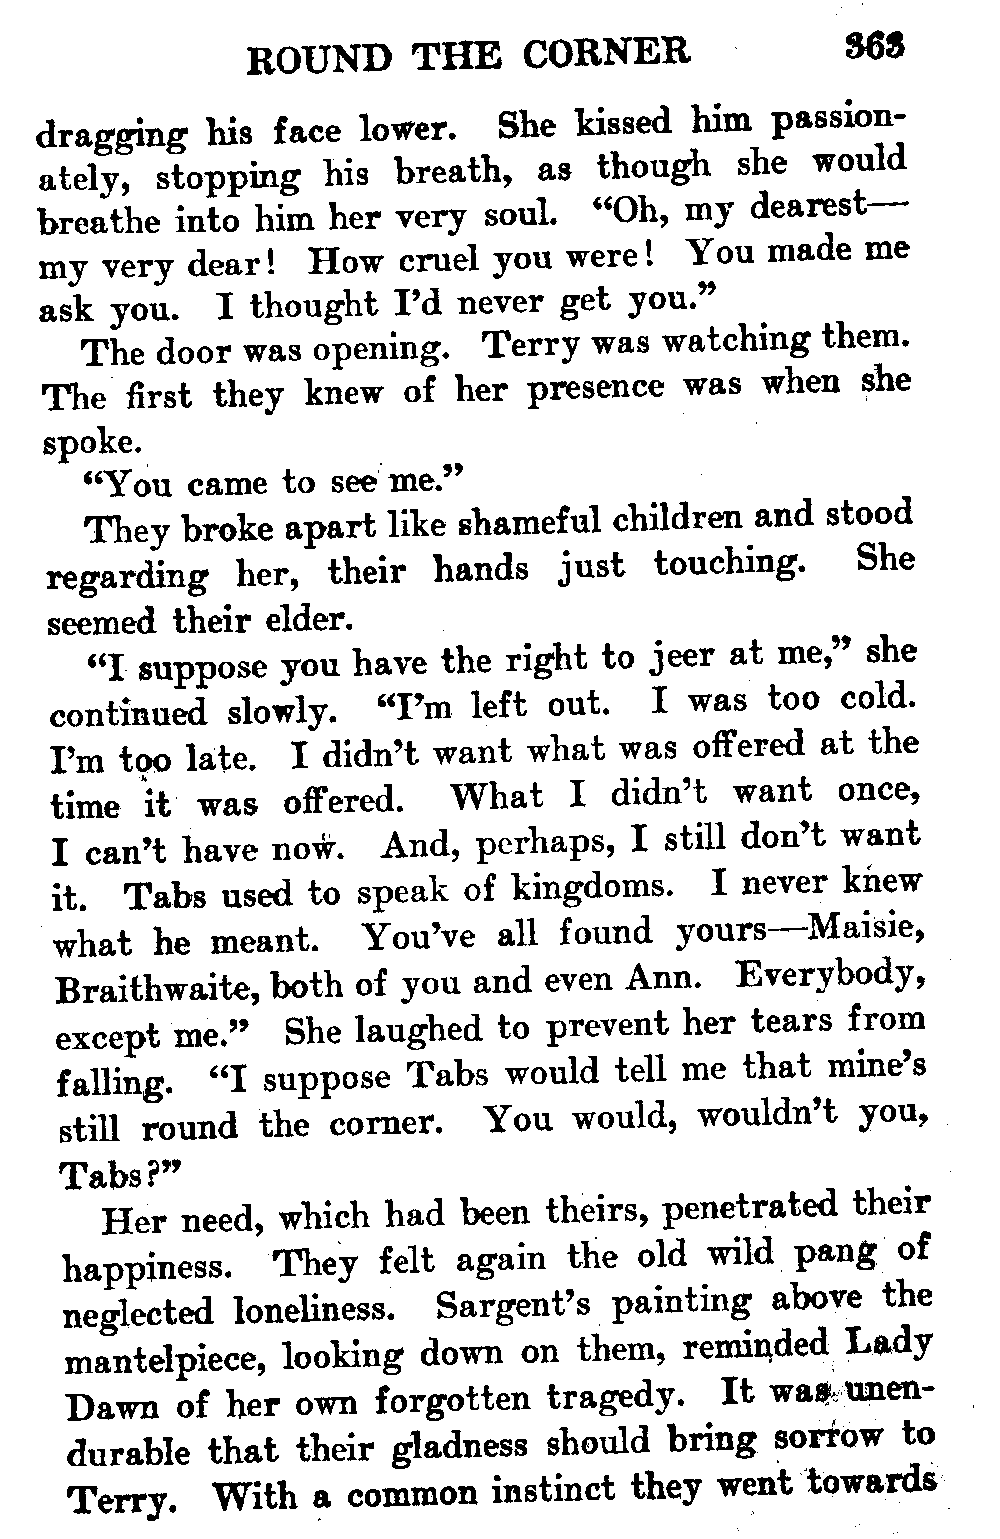 ROUND THE CORNER 363
dragging his face lower. She kissed him passion-
ately, stopping his breath, as though she would
breathe into him her very soul. “Oh, my dearest—
my very dear! How cruel you were! You made me
ask you. I thought I’d never get you.”
The door was opening. Terry was watching them.
The first they knew of her presence was when she
spoke.
“You came to see me.”
They broke apart like shameful children and stood
regarding her, their hands just touching. She
seemed their elder.
“I suppose you have the right to jeer at me,” she
continued slowly. “I’m left out. I was too cold.
I’m too late. I didn’t want what was offered at the
time it was offered. What I didn’t want once,
I can’t have now. And, perhaps, I still don’t want
it. Tabs used to speak of kingdoms. I never knew
what he meant. You’ve all found yours—Maisie,
Braithwaite, both of you and even Ann. Everybody,
except me.” She laughed to prevent her tears from
falling. “I suppose Tabs would tell me that mine’s
still round the corner. You would, wouldn’t you,
Tabs?”
Her need, which had been theirs, penetrated their
happiness. They felt again the old wild pang of
neglected loneliness. Sargent’s painting above the
mantelpiece, looking down on them, reminded Lady
Dawn of her own forgotten tragedy. It was unen-
durable that their gladness should bring sorrow to
Terry. With a common instinct they went towards